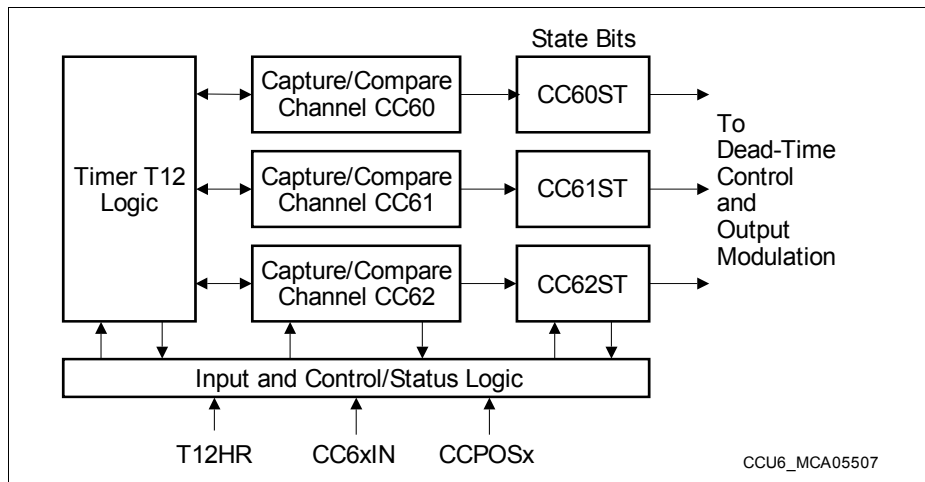 State Bits
Timer T12
Logic
Capture/Compare
Channel CC60
CC60ST
Capture/Compare
Channel CC61
CC61ST
Capture/Compare
Channel CC62
CC62ST
To
Dead-Time
Control
and
Output
Modulation
Input and Control/Status Logic
T12HR
CC6xIN
CCPOSx
CCU6_MCA05507